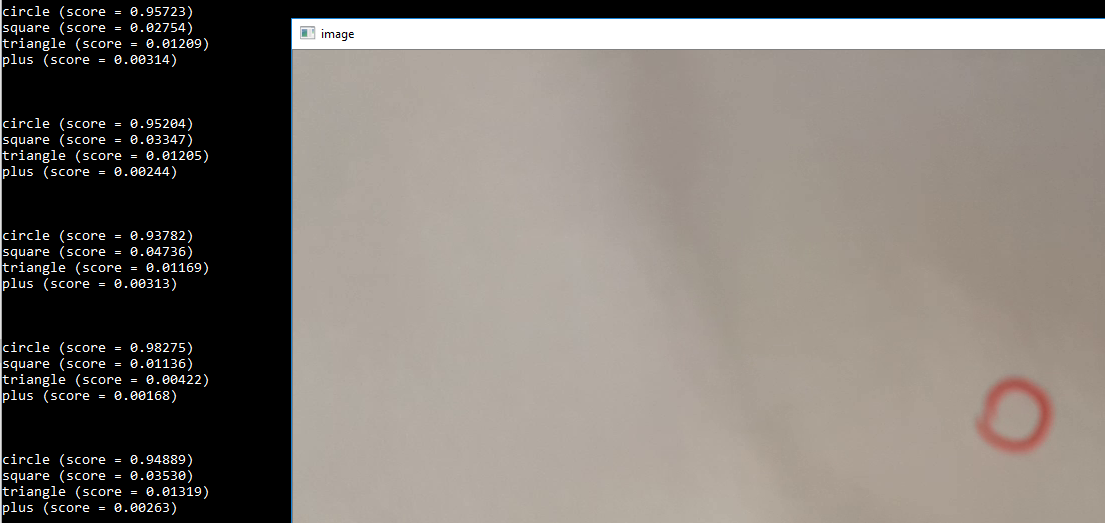 circle (score = 0.95723)
square (score = 0.02754)
triangle (score = 0.01209)
plus (score = 0.00314)
circle (score = 0.95204)
square (score = 0.03347)
triangle (score = 0.01205)
plus (score = 0.00244)
circle (score = 0.93782)
square (score = 0.04736)
triangle (score = 0.01169)
plus (score = 0.00313)
circle (score = 0.98275)
square (score = 0.01136)
triangle (score = 0.00422)
plus (score = 0.00168)
circle (score = 0.94889)
square (score = 0.03530)
triangle (score = 0.01319)
plus (score = 0.00263)
image